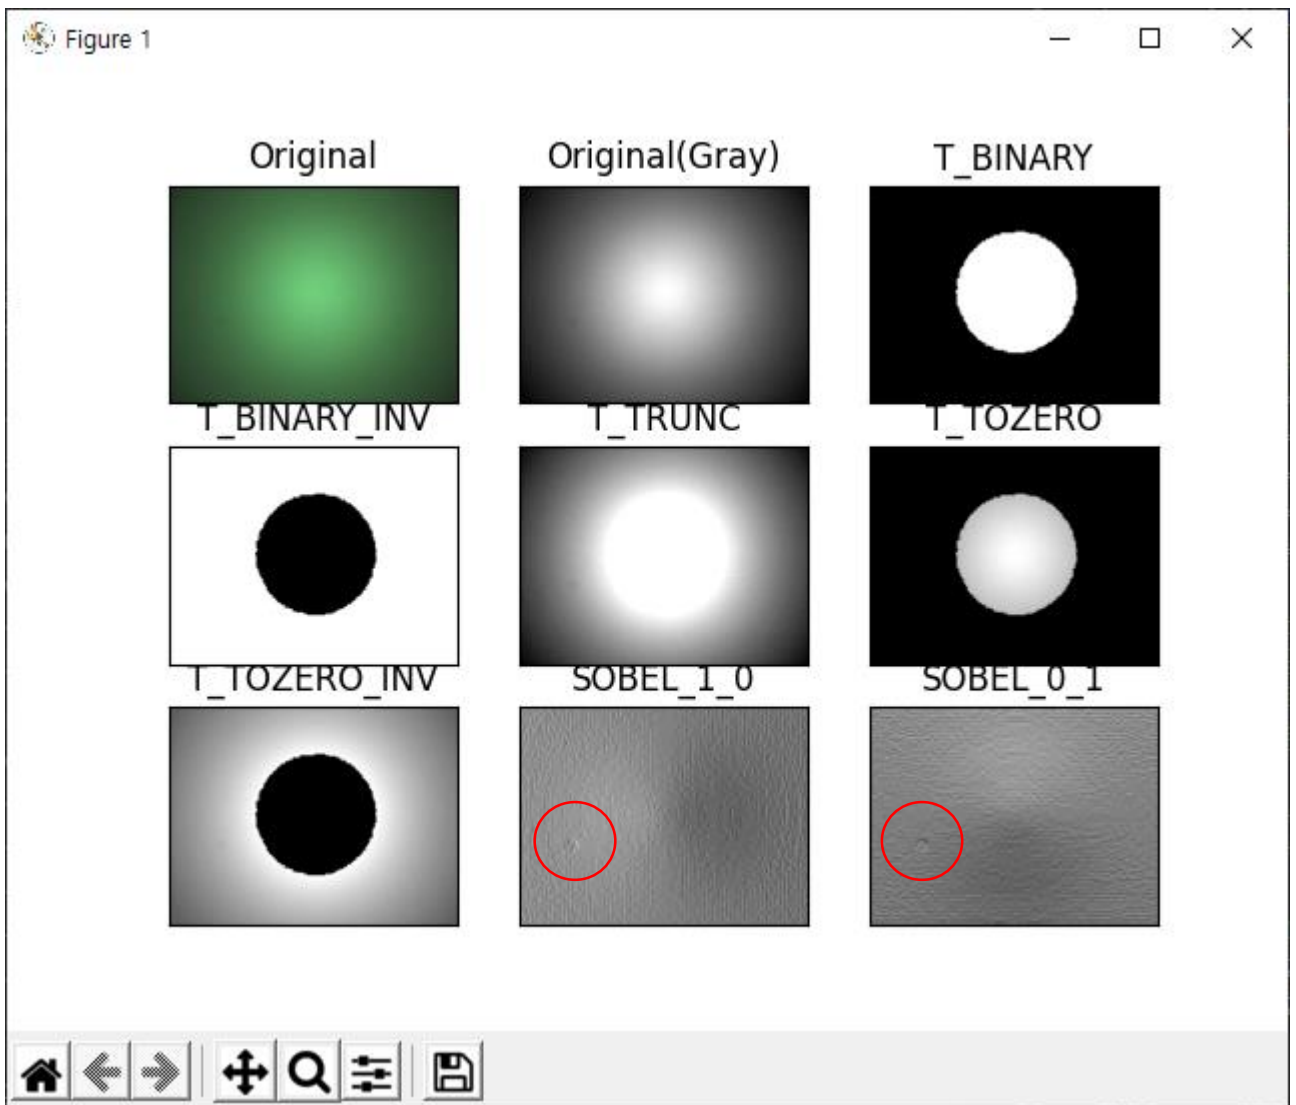 Figure 1
Original
Original(Gray)
T_BINARY
T_BINARY_INV
T_TRUNC
T_TOZERO
T_TOZERO_INV
SOBEL_1_0
SOBEL_0_1